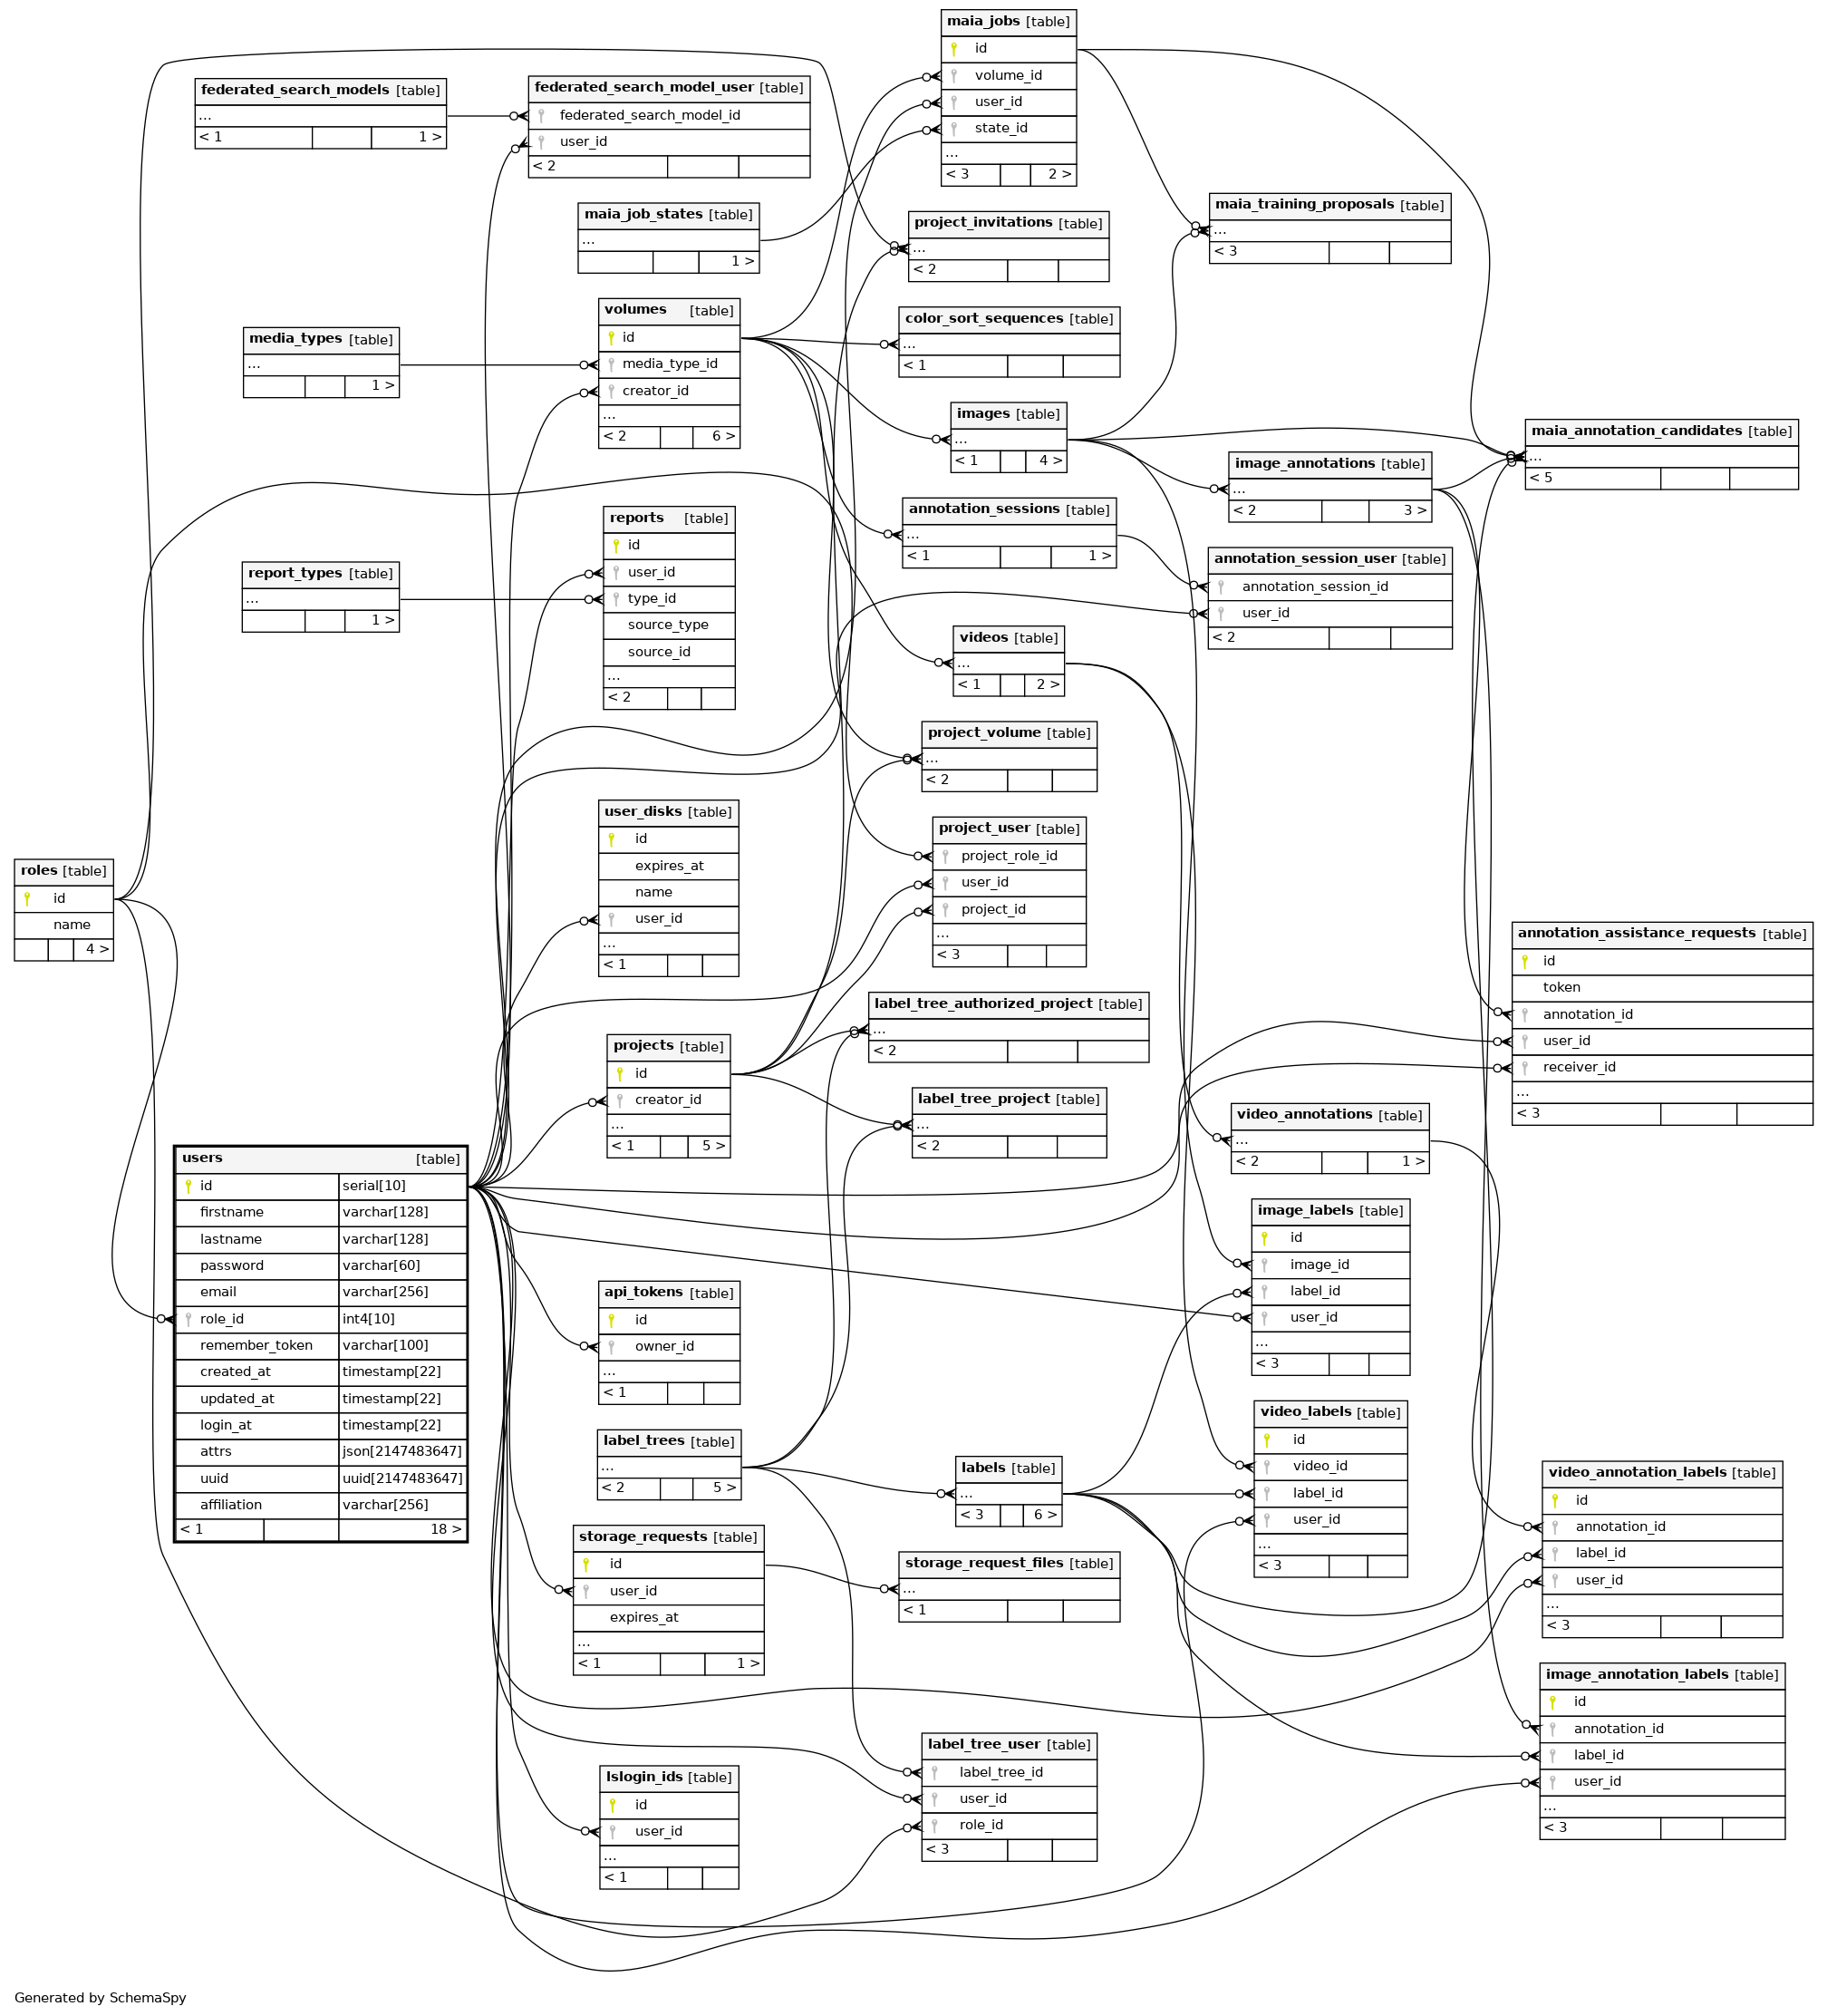 maia_jobs [table]
id
volume_id
user_id
state_id
...
< 3 2 >
federated_search_models [table]
...
< 1 1 >
federated_search_model_user [table]
federated_search_model_id
user_id
< 2
maia_job_states [table]
...
1 >
project_invitations [table]
...
< 2
maia_training_proposals [table]
...
< 3
media_types [table]
...
1 >
volumes [table]
id
media_type_id
creator_id
...
< 2 6 >
color_sort_sequences [table]
...
< 1
images [table]
...
< 1 4 >
image_annotations [table]
...
< 2 3 >
maia_annotation_candidates [table]
...
< 5
report_types [table]
...
1 >
reports [table]
id
user_id
type_id
source_type
source_id
...
< 2
annotation_sessions [table]
...
< 1 1 >
annotation_session_user [table]
annotation_session_id
user_id
< 2
videos [table]
...
< 1 2 >
project_volume [table]
...
< 2
user_disks [table]
id
expires_at
name
user_id
...
< 1
project_user [table]
project_role_id
user_id
project_id
...
< 3
roles [table]
id
name
4 >
label_tree_authorized_project [table]
...
< 2
annotation_assistance_requests [table]
id
token
annotation_id
user_id
receiver_id
...
< 3
projects [table]
id
creator_id
...
< 1 5 >
label_tree_project [table]
...
< 2
video_annotations [table]
...
< 2 1 >
users [table]
id serial[10]
firstname varchar[128]
lastname varchar[128]
password varchar[60]
email varchar[256]
role_id int4[10]
remember_token varchar[100]
created_at timestamp[22]
updated_at timestamp[22]
login_at timestamp[22]
attrs json[2147483647]
uuid uuid[2147483647]
affiliation varchar[256]
< 1 18 >
image_labels [table]
id
image_id
label_id
user_id
...
< 3
api_tokens [table]
id
owner_id
...
< 1
video_labels [table]
id
video_id
label_id
user_id
...
< 3
label_trees [table]
...
< 2 5 >
labels [table]
...
< 3 6 >
video_annotation_labels [table]
id
annotation_id
label_id
user_id
...
< 3
storage_requests [table]
id
user_id
expires_at
...
< 1 1 >
storage_request_files [table]
...
< 1
image_annotation_labels [table]
id
annotation_id
label_id
user_id
...
< 3
label_tree_user [table]
label_tree_id
user_id
role_id
< 3
lslogin_ids [table]
id
user_id
...
< 1
Generated by SchemaSpy